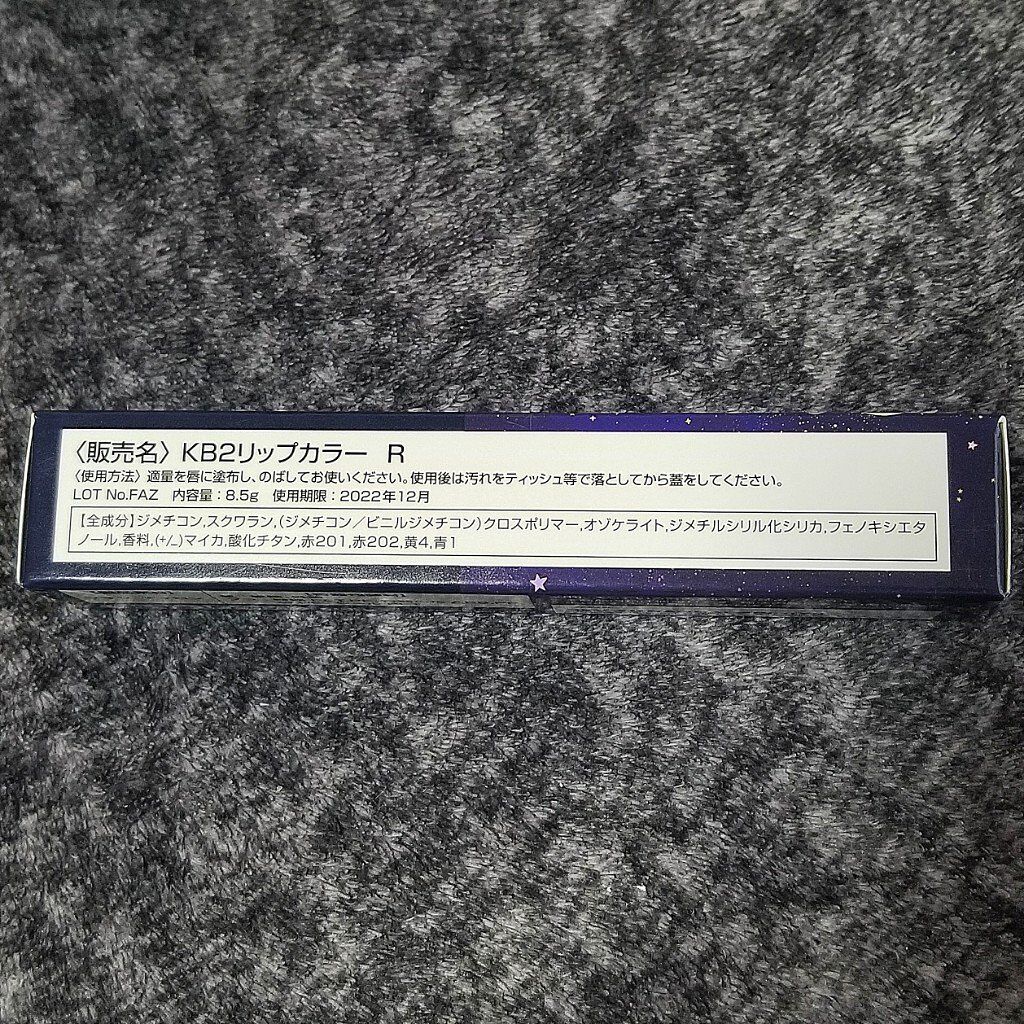 〈販売名〉KB2リップカラー R
〈使用方法〉適量を唇に塗布し、のばしてお使いください。使用後は汚れをティッシュ等で落としてから蓋をしてください。
LOT No.FAZ 内容量：8.5g 使用期限：2022年12月
【全成分】ジメチコン,スクワラン,(ジメチコン／ビニルジメチコン)クロスポリマー,オゾケライト,ジメチルシリル化シリカ,フェノキシエタ
ノール,香料,(+/_)マイカ,酸化チタン,赤201,赤202,黄4,青1